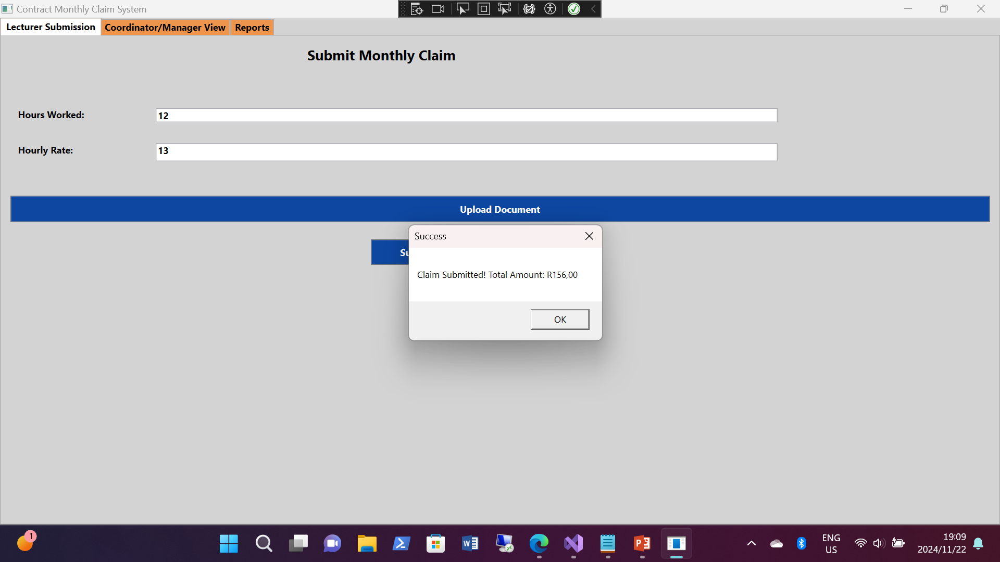 Contract Monthly Claim System
Lecturer Submission Coordinator/Manager View Reports
Submit Monthly Claim
Hours Worked: 12
Hourly Rate: 13
Upload Document
Su
Success
Claim Submitted! Total Amount: R156,00
OK
1
ENG
US
19:09
2024/11/22